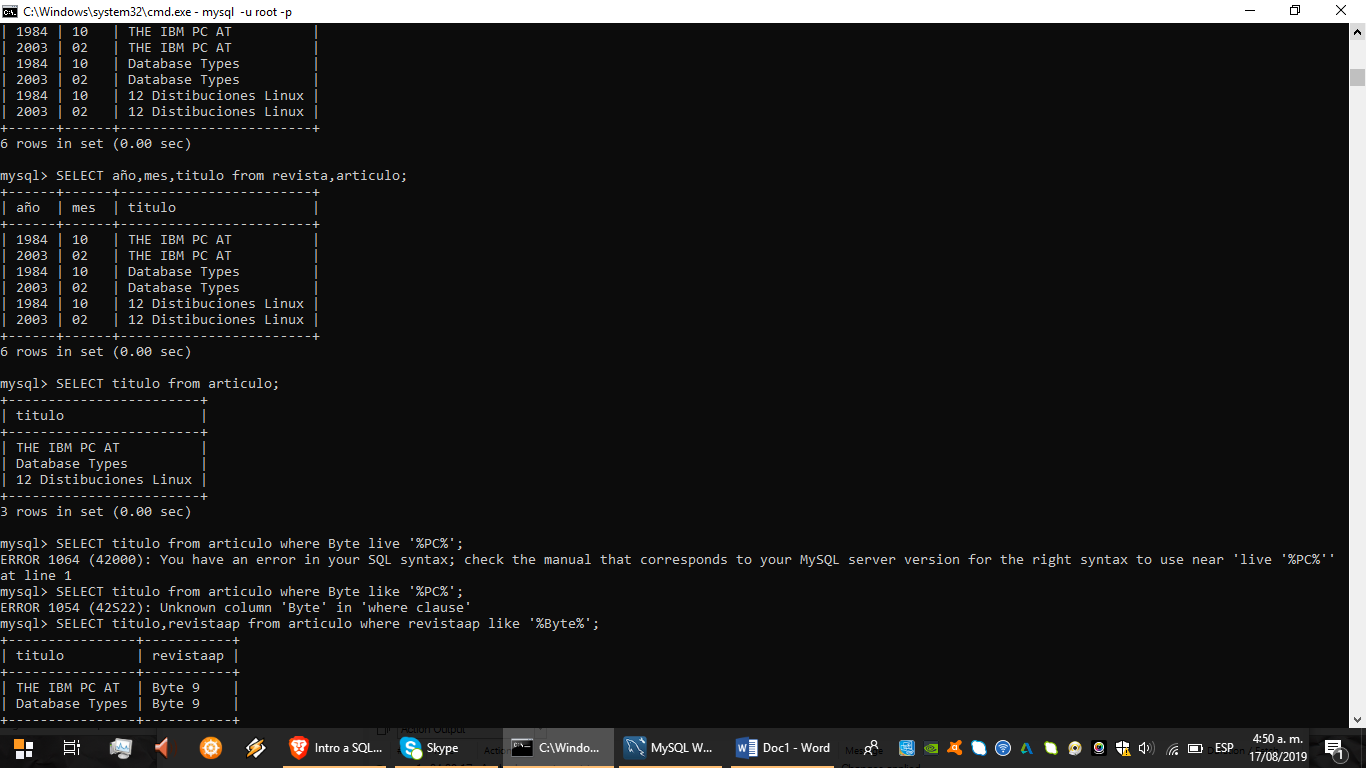 C:\Windows\system32\cmd.exe - mysql  -u root -p
| 1984 | 10   | THE IBM PC AT          |
| 2003 | 02   | THE IBM PC AT          |
| 1984 | 10   | Database Types         |
| 2003 | 02   | Database Types         |
| 1984 | 10   | 12 Distibuciones Linux |
| 2003 | 02   | 12 Distibuciones Linux |
+------+------+------------------------+
6 rows in set (0.00 sec)
mysql> SELECT año,mes,titulo from revista,articulo;
+------+------+------------------------+
| año  | mes  | titulo                 |
+------+------+------------------------+
| 1984 | 10   | THE IBM PC AT          |
| 2003 | 02   | THE IBM PC AT          |
| 1984 | 10   | Database Types         |
| 2003 | 02   | Database Types         |
| 1984 | 10   | 12 Distibuciones Linux |
| 2003 | 02   | 12 Distibuciones Linux |
+------+------+------------------------+
6 rows in set (0.00 sec)
mysql> SELECT titulo from articulo;
+------------------------+
| titulo                 |
+------------------------+
| THE IBM PC AT          |
| Database Types         |
| 12 Distibuciones Linux |
+------------------------+
3 rows in set (0.00 sec)
mysql> SELECT titulo from articulo where Byte live '%PC%';
ERROR 1064 (42000): You have an error in your SQL syntax; check the manual that corresponds to your MySQL server version for the right syntax to use near 'live '%PC%''
at line 1
mysql> SELECT titulo from articulo where Byte like '%PC%';
ERROR 1054 (42S22): Unknown column 'Byte' in 'where clause'
mysql> SELECT titulo,revistaap from articulo where revistaap like '%Byte%';
+----------------+-----------+
| titulo         | revistaap |
+----------------+-----------+
| THE IBM PC AT  | Byte 9    |
| Database Types | Byte 9    |
+----------------+-----------+
Action Output
Intro a SQL...
Skype
C:\Windo...
MySQL W...
Doc1 - Word
ESP
4:50 a. m.
17/08/2019
1